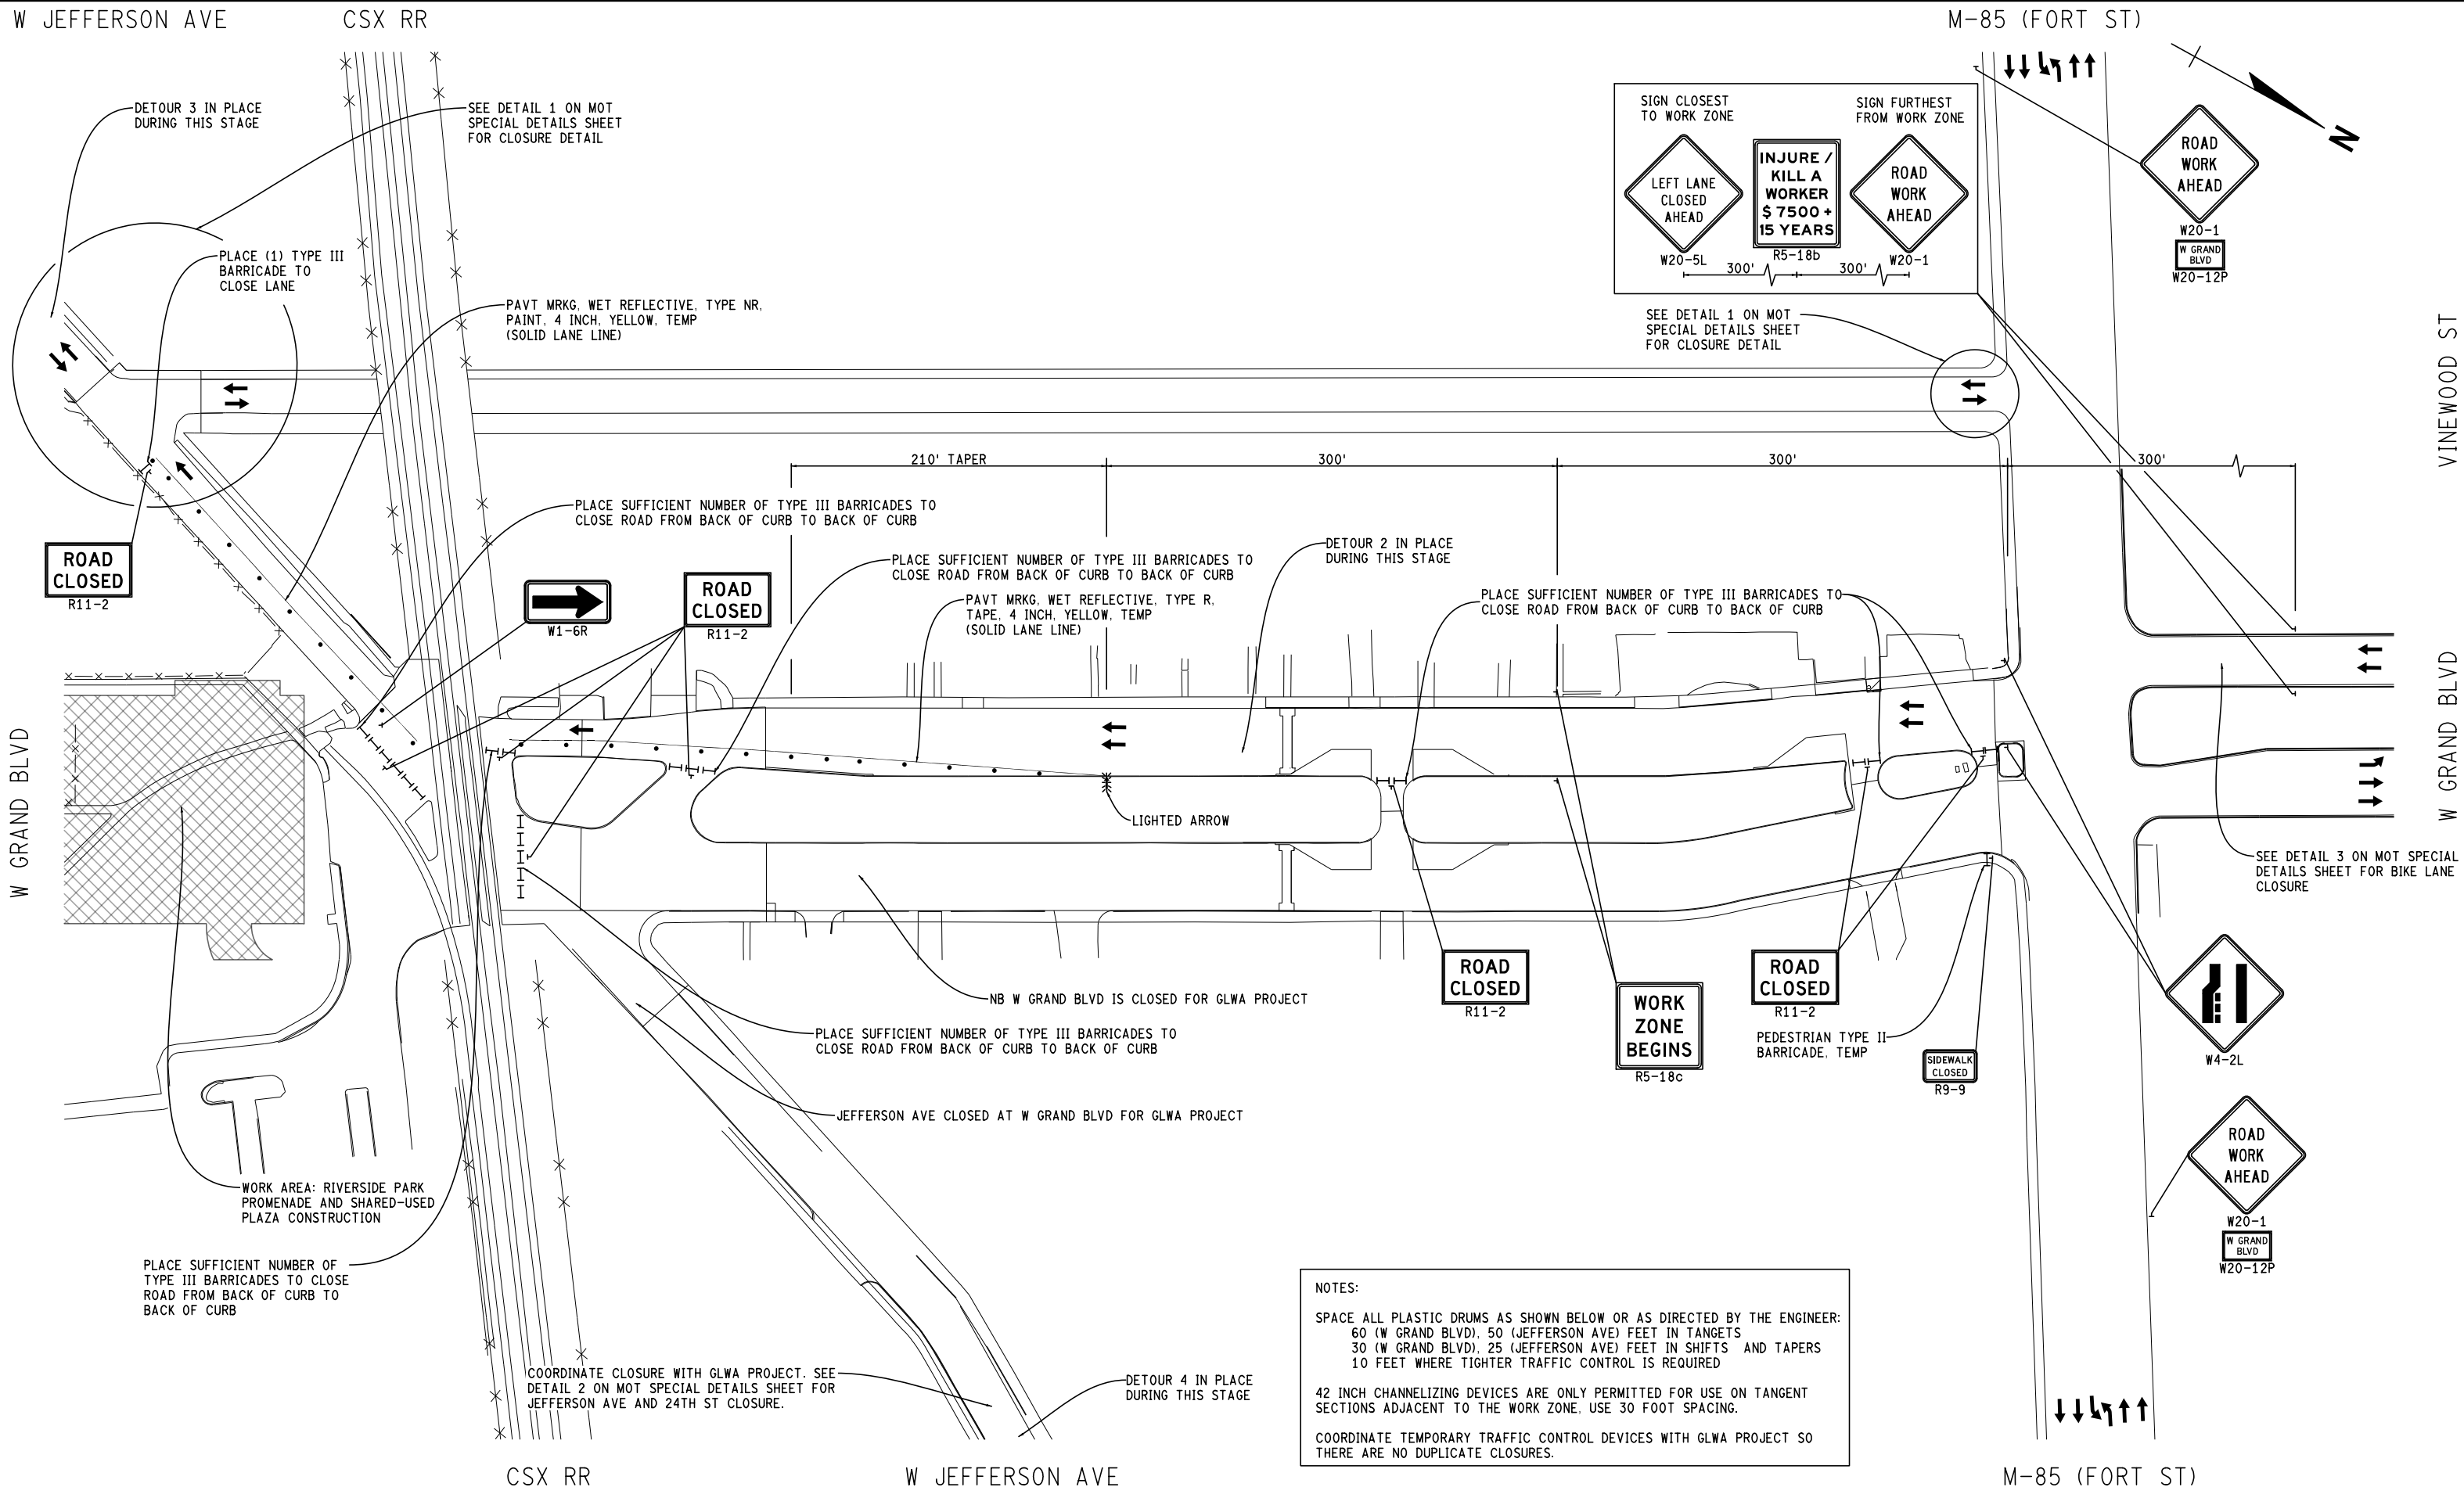 W JEFFERSON AVE
CSX RR
M-85 (FORT ST)
DETOUR 3 IN PLACE
DURING THIS STAGE
SEE DETAIL 1 ON MOT
SPECIAL DETAILS SHEET
FOR CLOSURE DETAIL
PLACE (1) TYPE III
BARRICADE TO
CLOSE LANE
PAVT MRKG, WET REFLECTIVE, TYPE NR,
PAINT, 4 INCH, YELLOW, TEMP
(SOLID LANE LINE)
SIGN CLOSEST
TO WORK ZONE
SIGN FURTHEST
FROM WORK ZONE
LEFT LANE
CLOSED
AHEAD
W20-5L
INJURE /
KILL A
WORKER
$ 7500 +
15 YEARS
R5-18b
ROAD
WORK
AHEAD
W20-1
300'
300'
SEE DETAIL 1 ON MOT
SPECIAL DETAILS SHEET
FOR CLOSURE DETAIL
N
ROAD
WORK
AHEAD
W20-1
W GRAND
BLVD
W20-12P
VINEWOOD ST
210' TAPER
300'
300'
300'
PLACE SUFFICIENT NUMBER OF TYPE III BARRICADES TO
CLOSE ROAD FROM BACK OF CURB TO BACK OF CURB
ROAD
CLOSED
R11-2
W1-6R
ROAD
CLOSED
R11-2
PLACE SUFFICIENT NUMBER OF TYPE III BARRICADES TO
CLOSE ROAD FROM BACK OF CURB TO BACK OF CURB
PAVT MRKG, WET REFLECTIVE, TYPE R,
TAPE, 4 INCH, YELLOW, TEMP
(SOLID LANE LINE)
DETOUR 2 IN PLACE
DURING THIS STAGE
PLACE SUFFICIENT NUMBER OF TYPE III BARRICADES TO
CLOSE ROAD FROM BACK OF CURB TO BACK OF CURB
W GRAND BLVD
W GRAND BLVD
LIGHTED ARROW
SEE DETAIL 3 ON MOT SPECIAL
DETAILS SHEET FOR BIKE LANE
CLOSURE
NB W GRAND BLVD IS CLOSED FOR GLWA PROJECT
PLACE SUFFICIENT NUMBER OF TYPE III BARRICADES TO
CLOSE ROAD FROM BACK OF CURB TO BACK OF CURB
ROAD
CLOSED
R11-2
WORK
ZONE
BEGINS
R5-18c
ROAD
CLOSED
R11-2
PEDESTRIAN TYPE II
BARRICADE, TEMP
SIDEWALK
CLOSED
R9-9
W4-2L
JEFFERSON AVE CLOSED AT W GRAND BLVD FOR GLWA PROJECT
ROAD
WORK
AHEAD
W20-1
W GRAND
BLVD
W20-12P
WORK AREA: RIVERSIDE PARK
PROMENADE AND SHARED-USED
PLAZA CONSTRUCTION
PLACE SUFFICIENT NUMBER OF
TYPE III BARRICADES TO CLOSE
ROAD FROM BACK OF CURB TO
BACK OF CURB
COORDINATE CLOSURE WITH GLWA PROJECT. SEE
DETAIL 2 ON MOT SPECIAL DETAILS SHEET FOR
JEFFERSON AVE AND 24TH ST CLOSURE.
DETOUR 4 IN PLACE
DURING THIS STAGE
NOTES:
SPACE ALL PLASTIC DRUMS AS SHOWN BELOW OR AS DIRECTED BY THE ENGINEER:
60 (W GRAND BLVD), 50 (JEFFERSON AVE) FEET IN TANGETS
30 (W GRAND BLVD), 25 (JEFFERSON AVE) FEET IN SHIFTS AND TAPERS
10 FEET WHERE TIGHTER TRAFFIC CONTROL IS REQUIRED
42 INCH CHANNELIZING DEVICES ARE ONLY PERMITTED FOR USE ON TANGENT
SECTIONS ADJACENT TO THE WORK ZONE, USE 30 FOOT SPACING.
COORDINATE TEMPORARY TRAFFIC CONTROL DEVICES WITH GLWA PROJECT SO
THERE ARE NO DUPLICATE CLOSURES.
CSX RR
W JEFFERSON AVE
M-85 (FORT ST)